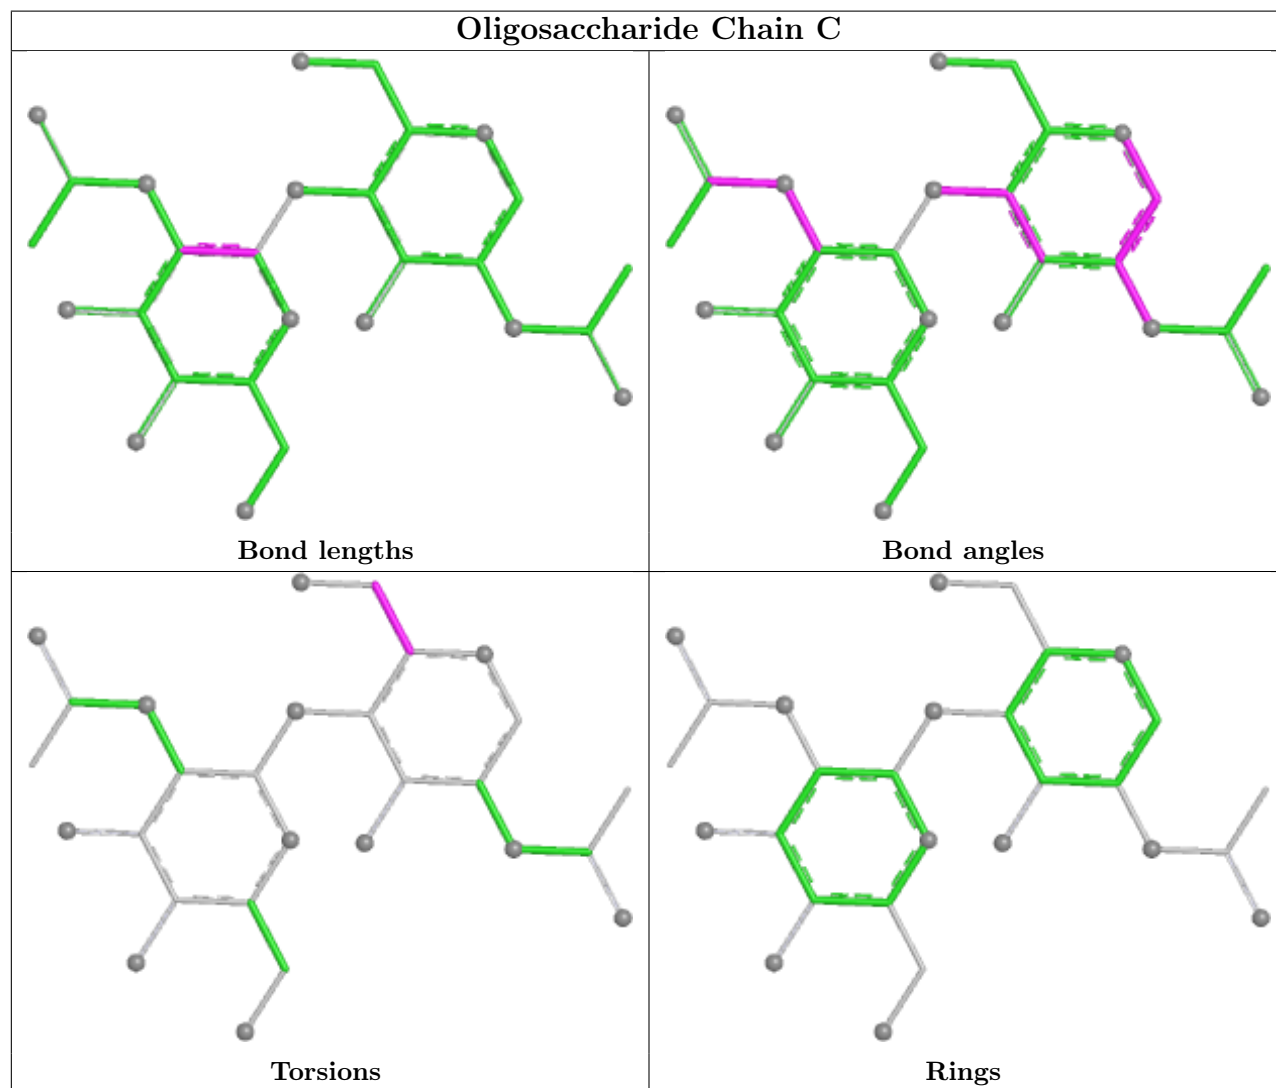 Oligosaccharide Chain C
Bond lengths
Bond angles
Torsions
Rings